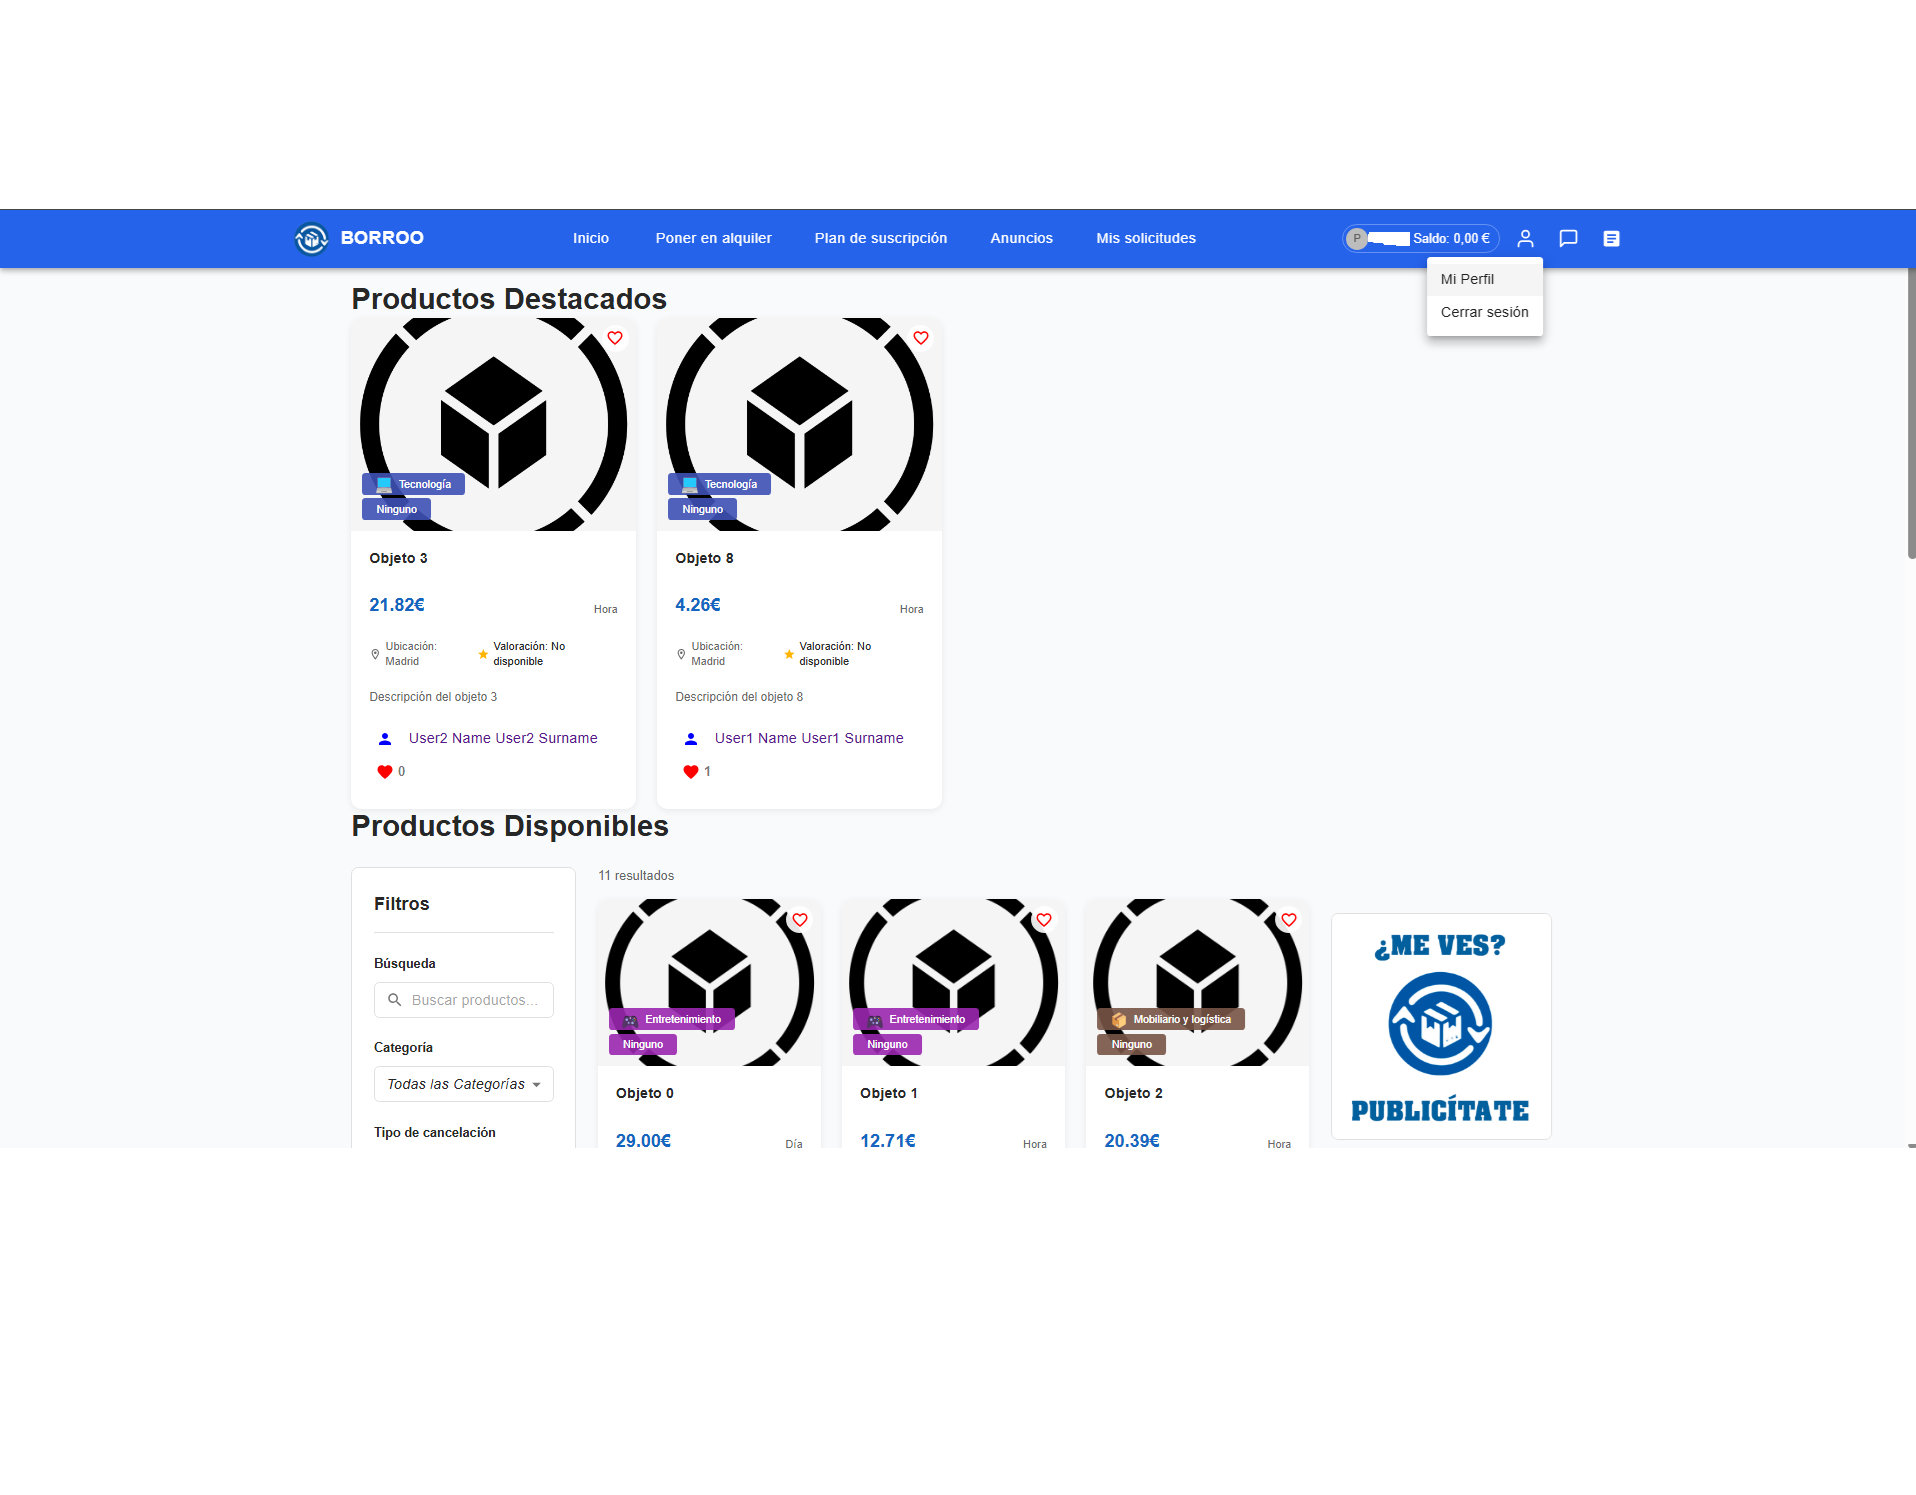 BORROO
Inicio
Poner en alquiler
Plan de suscripción
Anuncios
Mis solicitudes
P
Saldo: 0,00 €
Mi Perfil
Cerrar sesión
Productos Destacados
Tecnología
Ninguno
Objeto 3
21.82€
Hora
Ubicación:
Madrid
Valoración: No
disponible
Descripción del objeto 3
User2 Name User2 Surname
0
Tecnología
Ninguno
Objeto 8
4.26€
Hora
Ubicación:
Madrid
Valoración: No
disponible
Descripción del objeto 8
User1 Name User1 Surname
1
Productos Disponibles
Filtros
Búsqueda
Buscar productos...
Categoría
Todas las Categorías
Tipo de cancelación
11 resultados
Entretenimiento
Ninguno
Objeto 0
29.00€
Día
Entretenimiento
Ninguno
Objeto 1
12.71€
Hora
Mobiliario y logística
Ninguno
Objeto 2
20.39€
Hora
¿ME VES?
PUBLICÍTATE